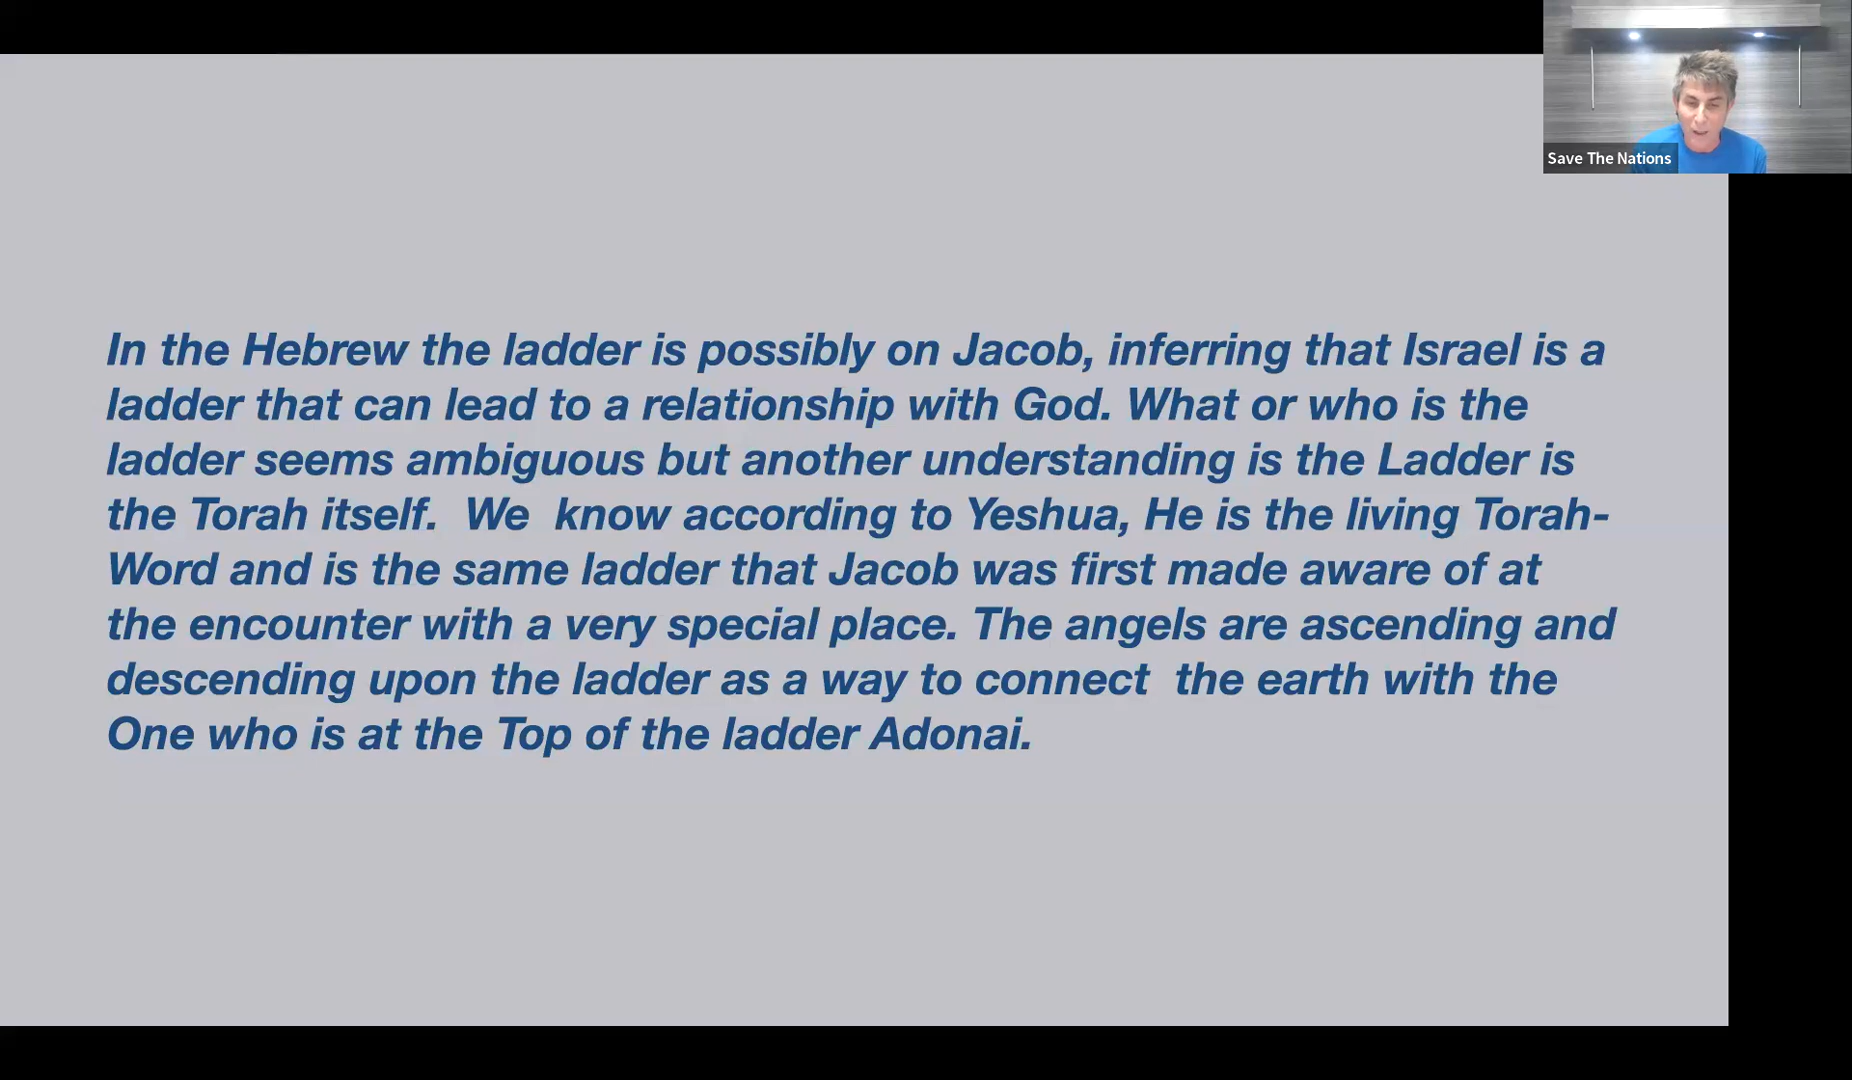 Save The Nations
In the Hebrew the ladder is possibly on Jacob, inferring that Israel is a
ladder that can lead to a relationship with God. What or who is the
ladder seems ambiguous but another understanding is the Ladder is
the Torah itself.  We  know according to Yeshua, He is the living Torah-
Word and is the same ladder that Jacob was first made aware of at
the encounter with a very special place. The angels are ascending and
descending upon the ladder as a way to connect  the earth with the
One who is at the Top of the ladder Adonai.